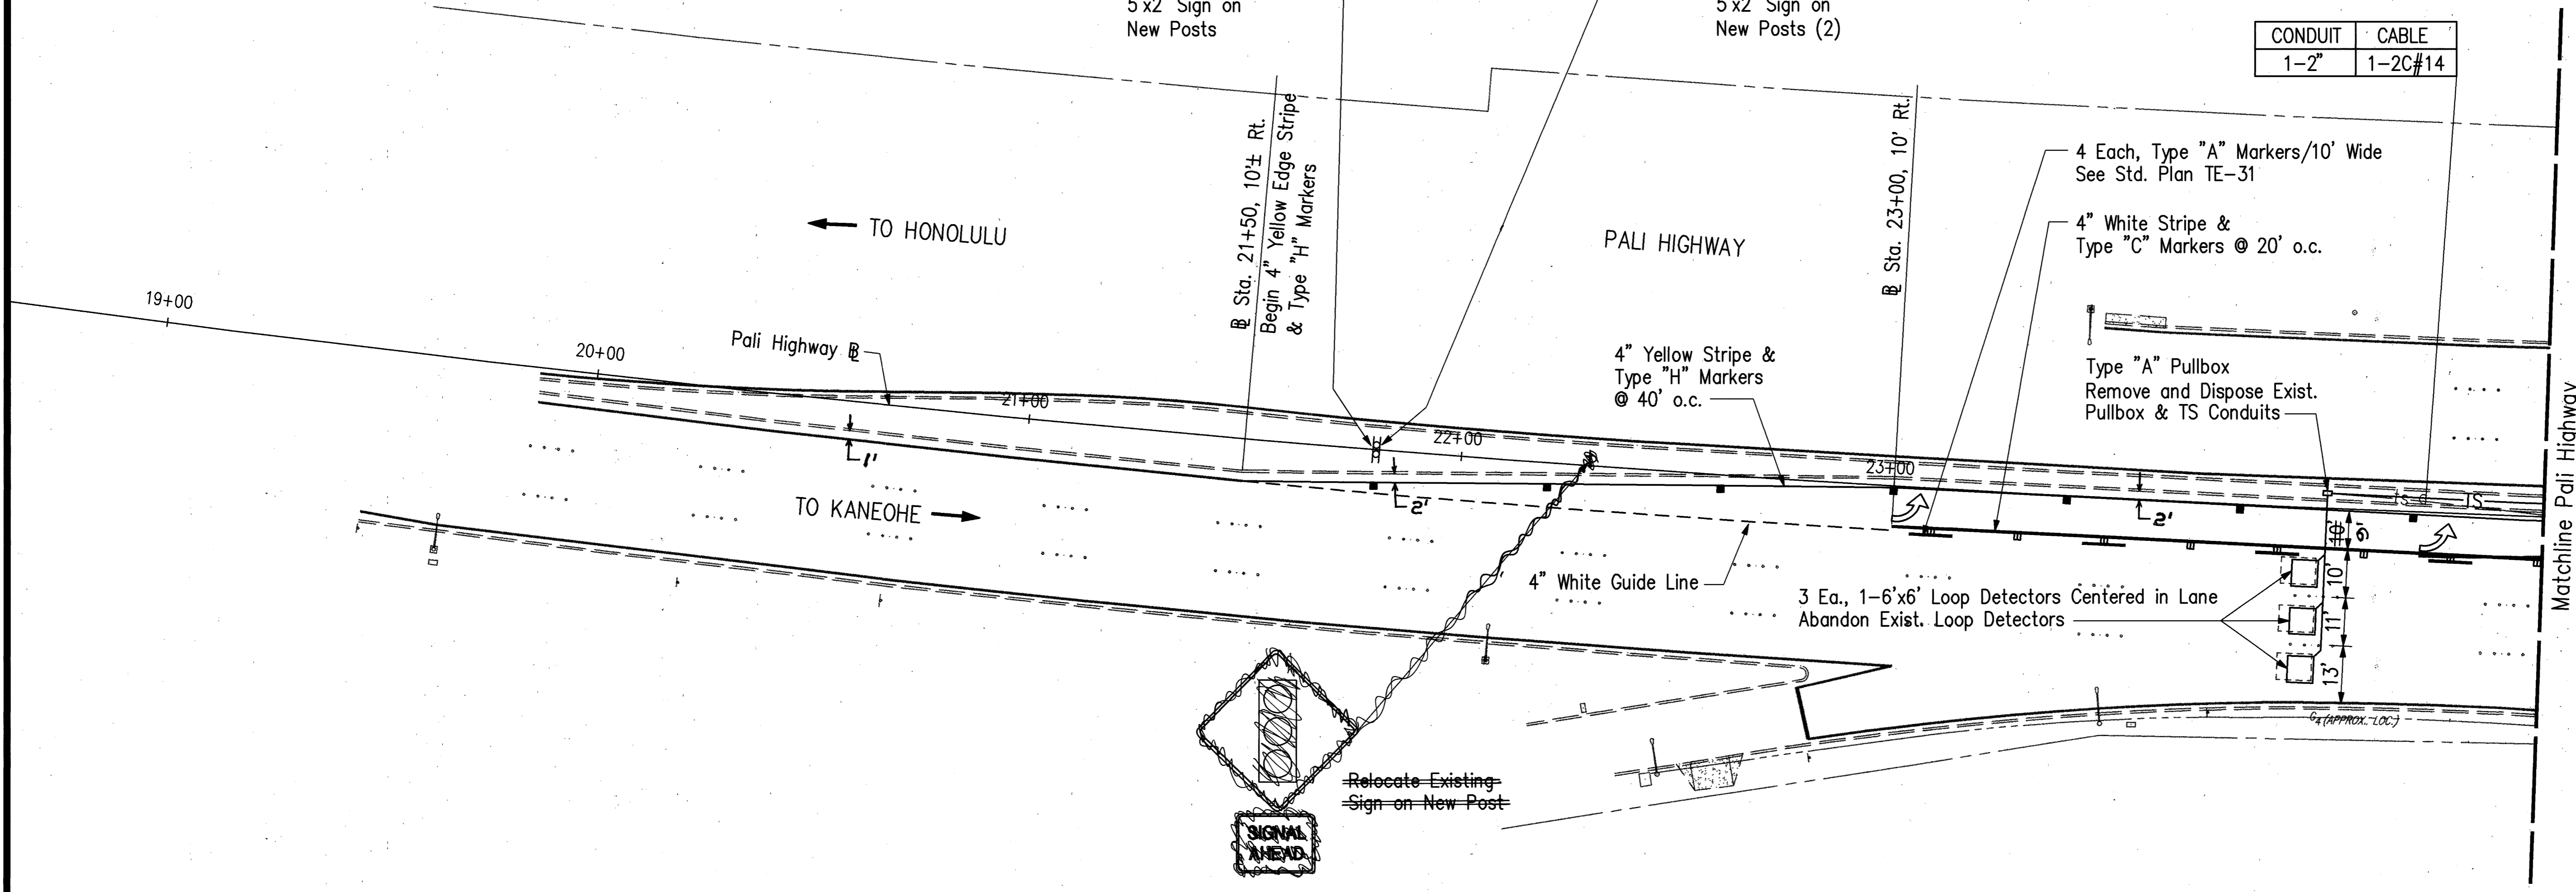 5'x2' Sign on
New Posts
5'x2' Sign on
New Posts (2)
CONDUIT CABLE
1-2" 1-2C#14
℄ Sta. 21+50, 10'± Rt.
Begin 4" Yellow Edge Stripe
& Type "H" Markers
B Sta. 23+00, 10' Rt.
4 Each, Type "A" Markers/10' Wide
See Std. Plan TE-31
4" White Stripe &
Type "C" Markers @ 20' o.c.
TO HONOLULU
PALI HIGHWAY
19+00
20+00
Pali Highway BL
21+00
22+00
23+00
4" Yellow Stripe &
Type "H" Markers
@ 40' o.c.
Type "A" Pullbox
Remove and Dispose Exist.
Pullbox & TS Conduits
Matchline Pali Highway
1'
2'
2'
TS
TO KANEOHE
10'
9'
10'
11'
13'
4" White Guide Line
3 Ea., 1-6'x6' Loop Detectors Centered in Lane
Abandon Exist. Loop Detectors
G4 (APPROX. LOC.)
Relocate Existing
Sign on New Post
SIGNAL
AHEAD